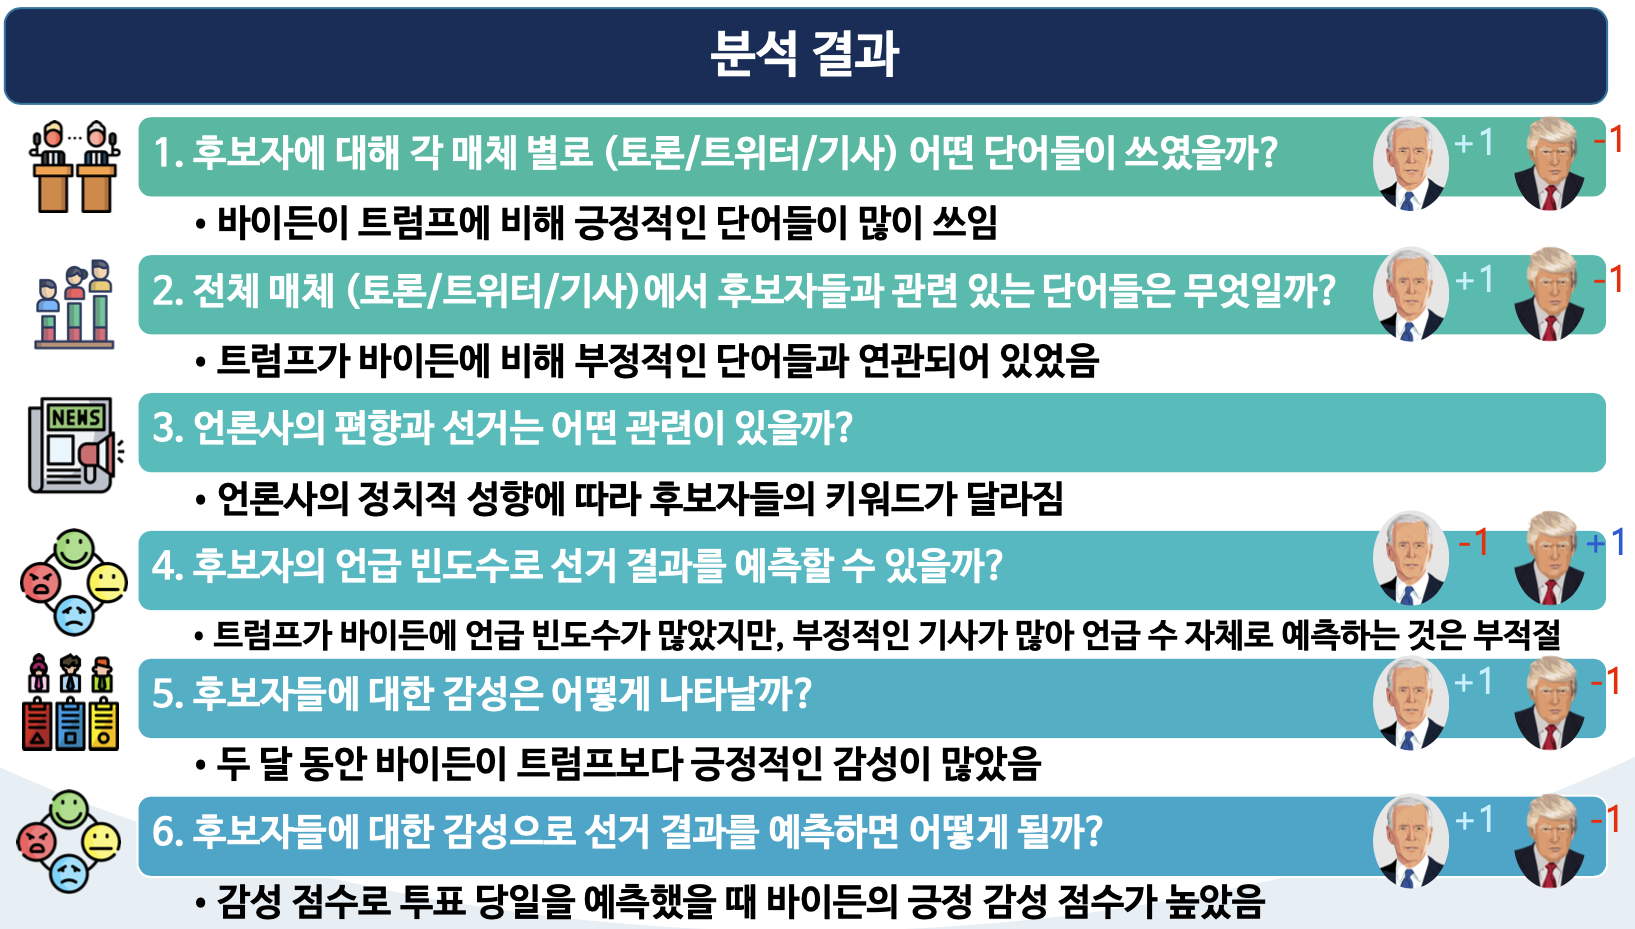 분석 결과
1. 후보자에 대해 각 매체 별로 (토론/트위터/기사) 어떤 단어들이 쓰였을까? +1 -1
• 바이든이 트럼프에 비해 긍정적인 단어들이 많이 쓰임
2. 전체 매체 (토론/트위터/기사)에서 후보자들과 관련 있는 단어들은 무엇일까? +1 -1
• 트럼프가 바이든에 비해 부정적인 단어들과 연관되어 있었음
NEWS
3. 언론사의 편향과 선거는 어떤 관련이 있을까?
• 언론사의 정치적 성향에 따라 후보자들의 키워드가 달라짐
4. 후보자의 언급 빈도수로 선거 결과를 예측할 수 있을까? -1 +1
• 트럼프가 바이든에 언급 빈도수가 많았지만, 부정적인 기사가 많아 언급 수 자체로 예측하는 것은 부적절
5. 후보자들에 대한 감성은 어떻게 나타날까? +1 -1
• 두 달 동안 바이든이 트럼프보다 긍정적인 감성이 많았음
6. 후보자들에 대한 감성으로 선거 결과를 예측하면 어떻게 될까? +1 -1
• 감성 점수로 투표 당일을 예측했을 때 바이든의 긍정 감성 점수가 높았음